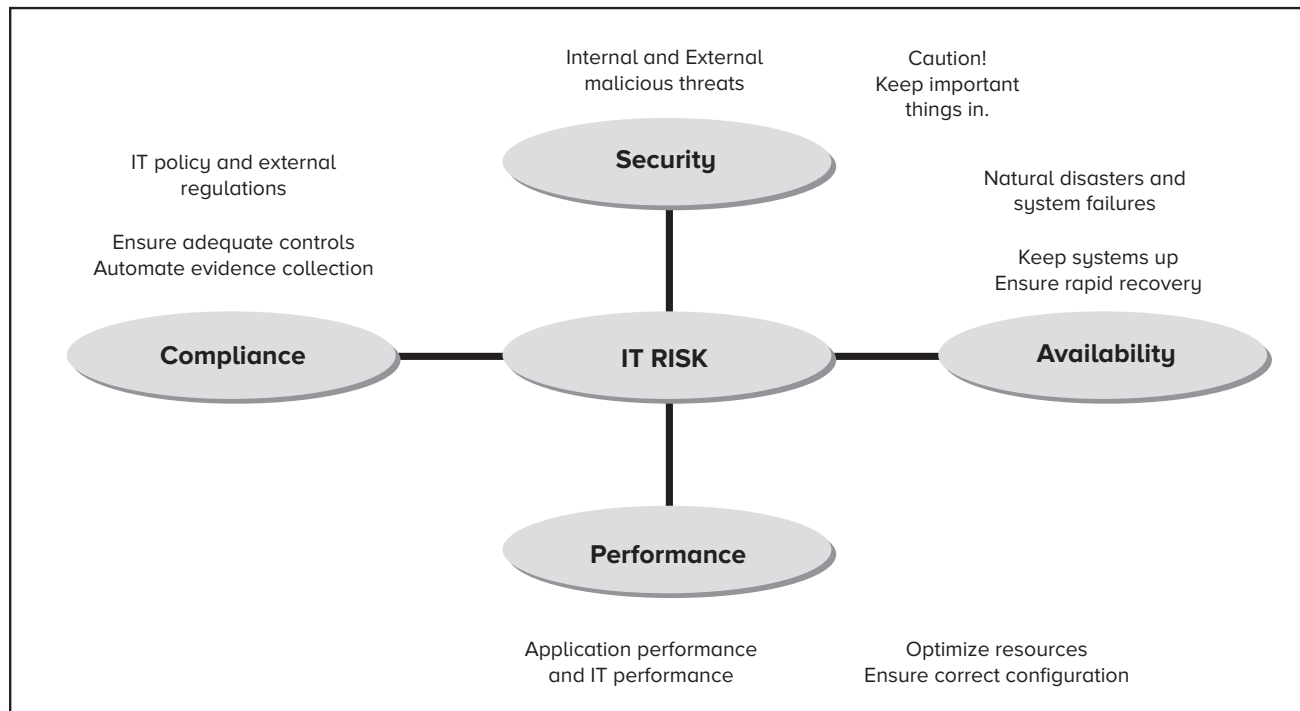 Internal and External
malicious threats
Caution!
Keep important
things in.
Security
IT policy and external
regulations
Ensure adequate controls
Automate evidence collection
Natural disasters and
system failures
Keep systems up
Ensure rapid recovery
Compliance
IT RISK
Availability
Performance
Application performance
and IT performance
Optimize resources
Ensure correct configuration